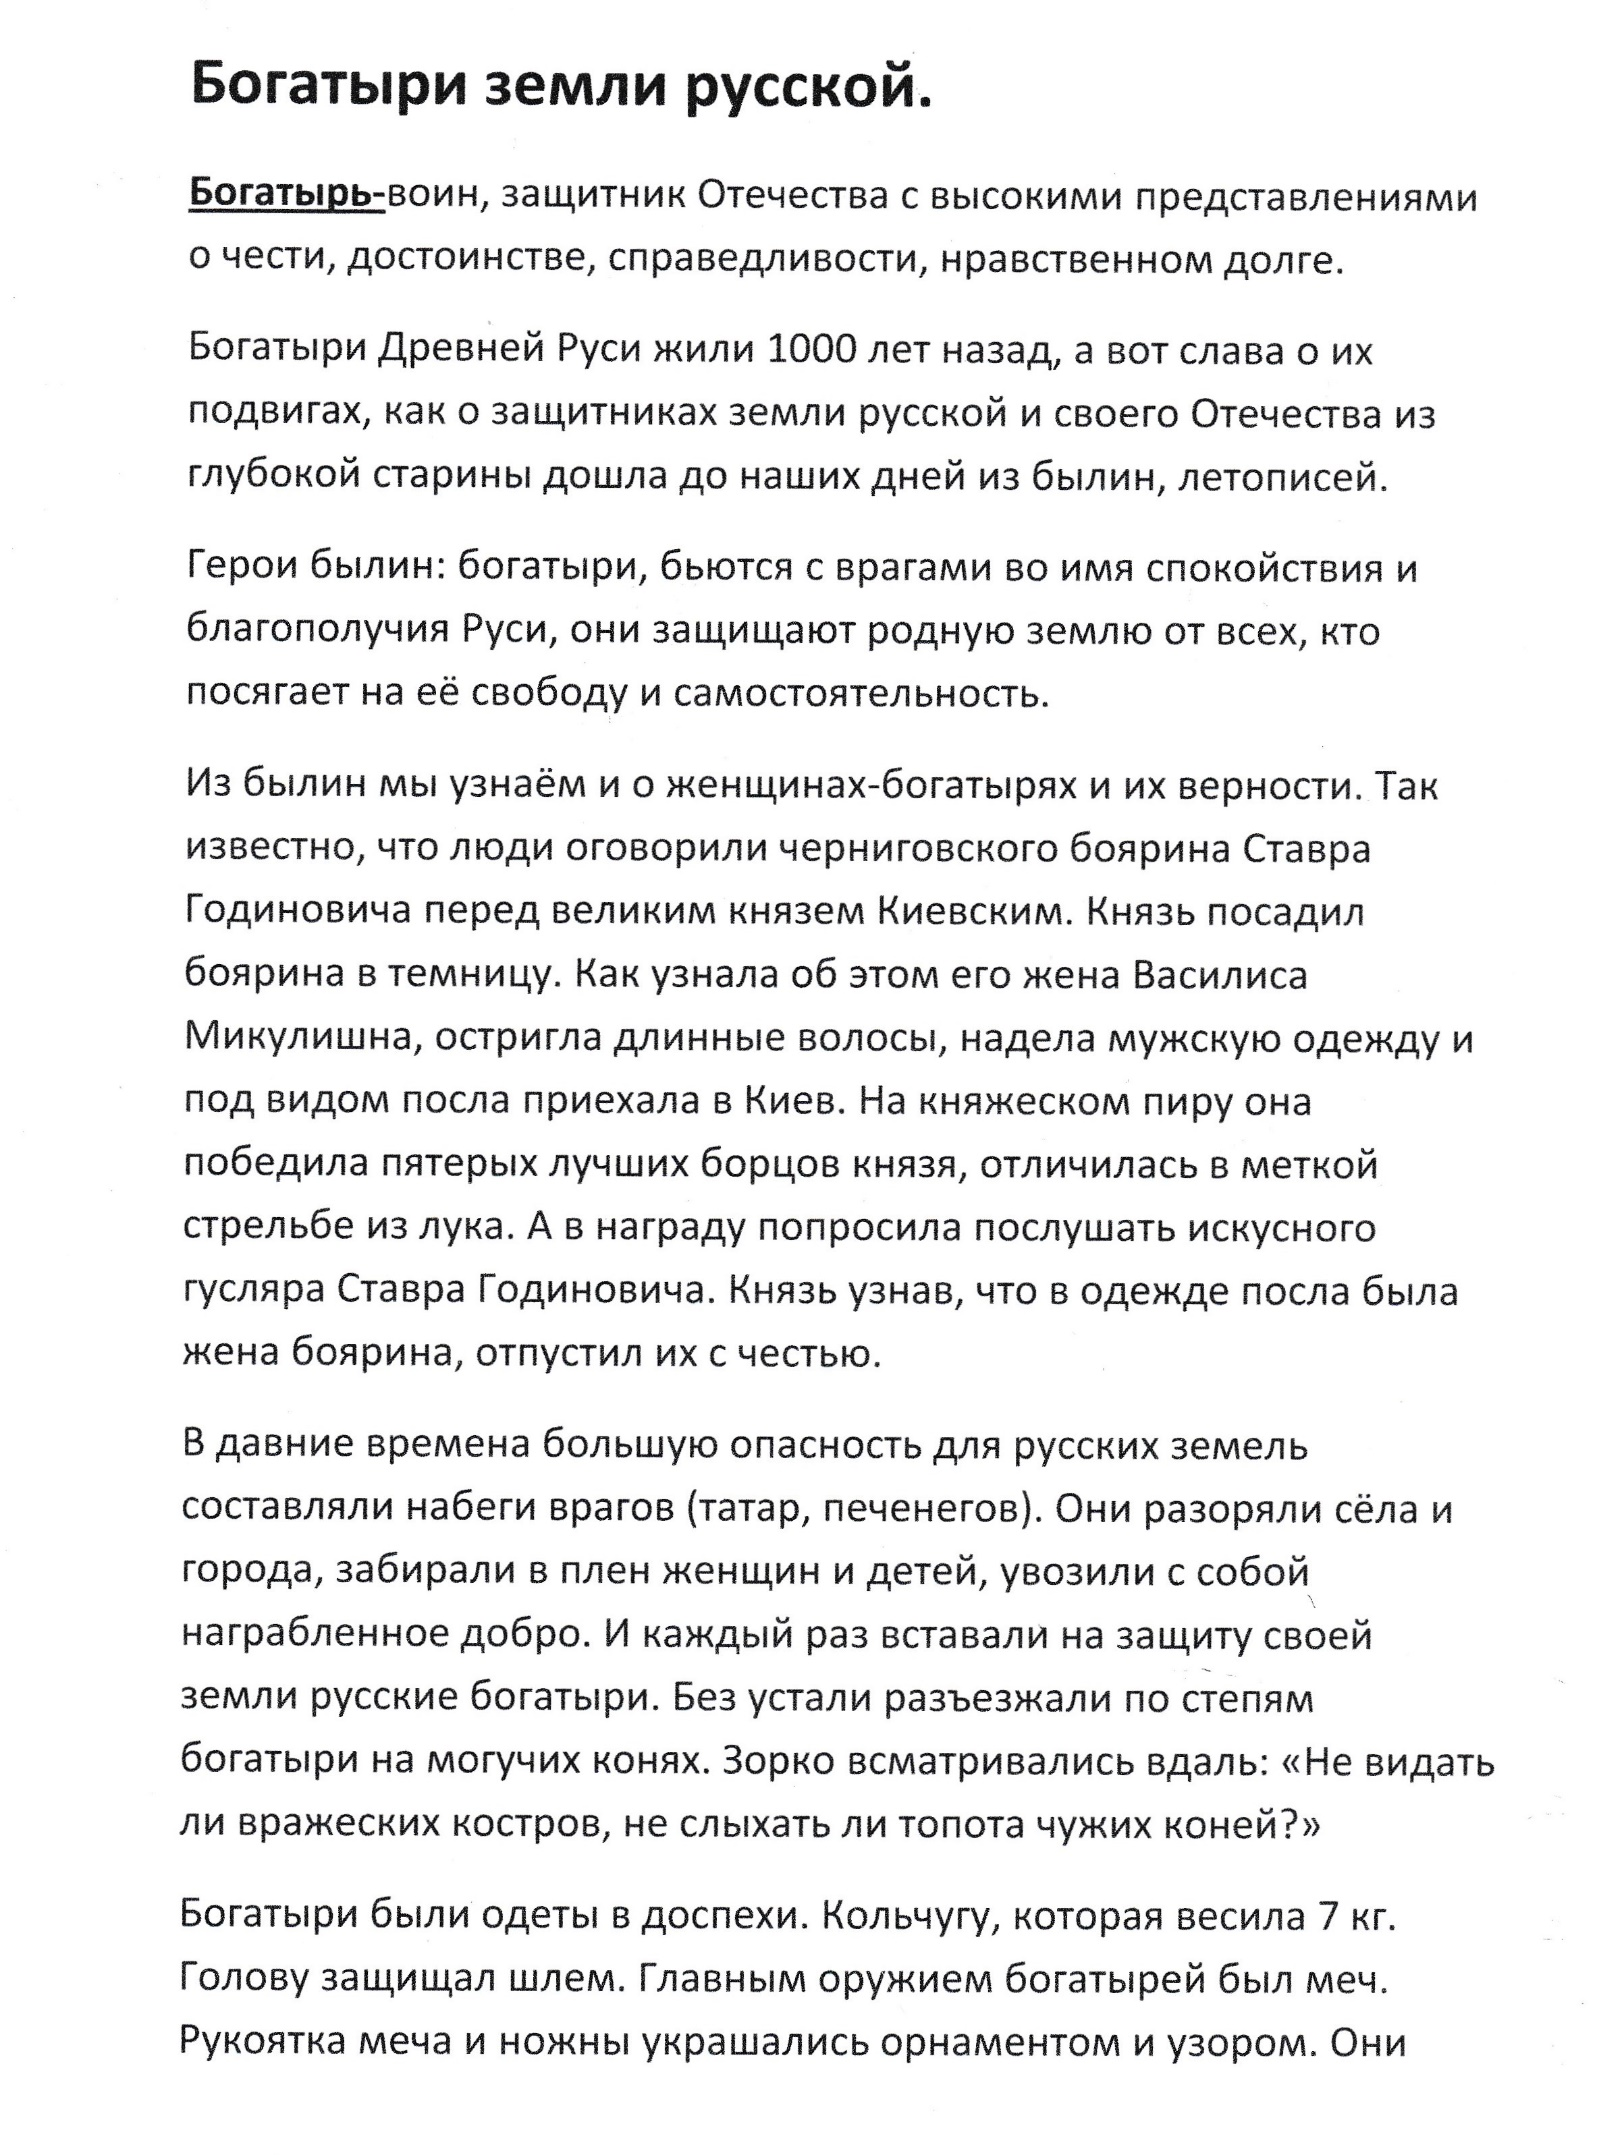 Богатыри земли русской.
Богатырь-воин, защитник Отечества с высокими представлениями
о чести, достоинстве, справедливости, нравственном долге.
Богатыри Древней Руси жили 1000 лет назад, а вот слава о их
подвигах, как о защитниках земли русской и своего Отечества из
глубокой старины дошла до наших дней из былин, летописей.
Герои былин: богатыри, бьются с врагами во имя спокойствия и
благополучия Руси, они защищают родную землю от всех, кто
посягает на её свободу и самостоятельность.
Из былин мы узнаём и о женщинах-богатырях и их верности. Так
известно, что люди оговорили черниговского боярина Ставра
Годиновича перед великим князем Киевским. Князь посадил
боярина в темницу. Как узнала об этом его жена Василиса
Микулишна, остригла длинные волосы, надела мужскую одежду и
под видом посла приехала в Киев. На княжеском пиру она
победила пятерых лучших борцов князя, отличилась в меткой
стрельбе из лука. А в награду попросила послушать искусного
гусляра Ставра Годиновича. Князь узнав, что в одежде посла была
жена боярина, отпустил их с честью.
В давние времена большую опасность для русских земель
составляли набеги врагов (татар, печенегов). Они разоряли сёла и
города, забирали в плен женщин и детей, увозили с собой
награбленное добро. И каждый раз вставали на защиту своей
земли русские богатыри. Без устали разъезжали по степям
богатыри на могучих конях. Зорко всматривались вдаль: «Не видать
ли вражеских костров, не слыхать ли топота чужих коней?»
Богатыри были одеты в доспехи. Кольчугу, которая весила 7 кг.
Голову защищал шлем. Главным оружием богатырей был меч.
Рукоятка меча и ножны украшались орнаментом и узором. Они